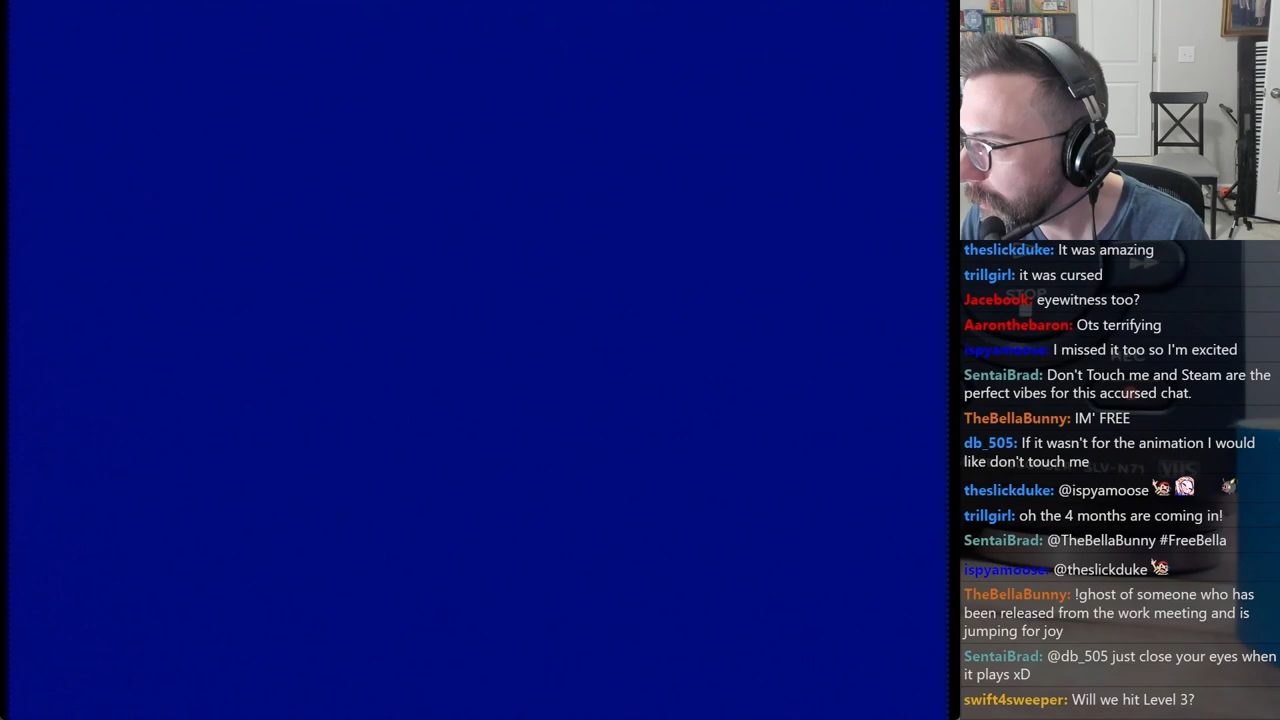 theslickduke: It was amazing
trillgirl: it was cursed
STOP
Jacebook: eyewitness too?
Aaronthebaron: Ots terrifying
ispyamoose: I missed it too so I'm excited
REC
SentaiBrad: Don't Touch me and Steam are the
perfect vibes for this accursed chat.
TheBellaBunny: IM' FREE
db_505: If it wasn't for the animation I would
like don't touch me
SLV-N71 VHS
theslickduke: @ispyamoose
trillgirl: oh the 4 months are coming in!
SentaiBrad: @TheBellaBunny #FreeBella
ispyamoose: @theslickduke
TheBellaBunny: !ghost of someone who has
been released from the work meeting and is
jumping for joy
SentaiBrad: @db_505 just close your eyes when
it plays xD
swift4sweeper: Will we hit Level 3?